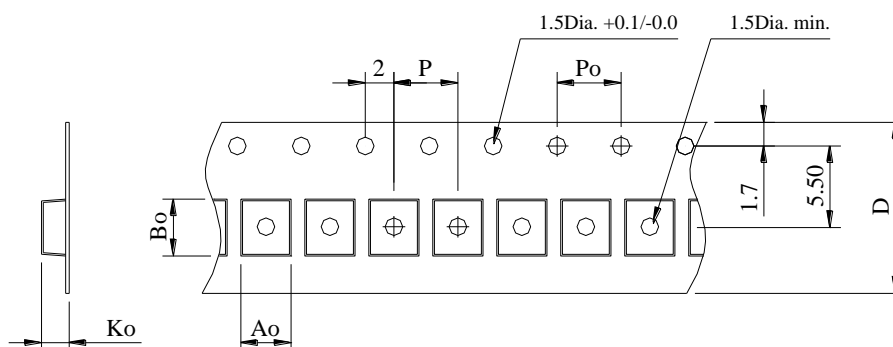 1.5Dia. +0.1/-0.0
1.5Dia. min.
2
P
Po
1.7
5.50
D
Bo
Ko
Ao